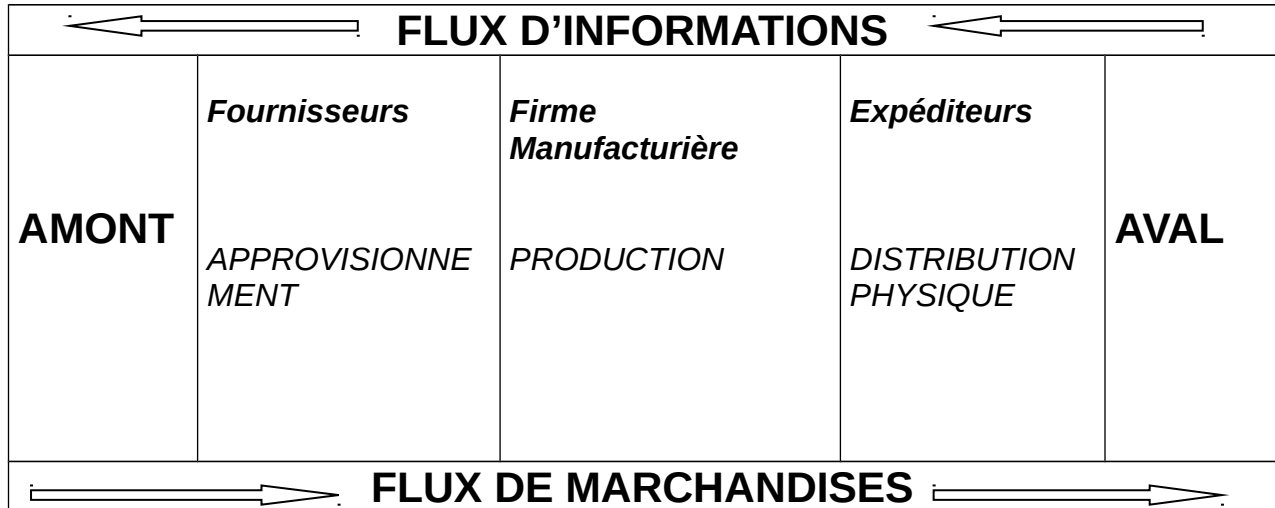 FLUX D’INFORMATIONS
AMONT
Fournisseurs
APPROVISIONNE
MENT
Firme
Manufacturière
PRODUCTION
Expéditeurs
DISTRIBUTION
PHYSIQUE
AVAL
FLUX DE MARCHANDISES